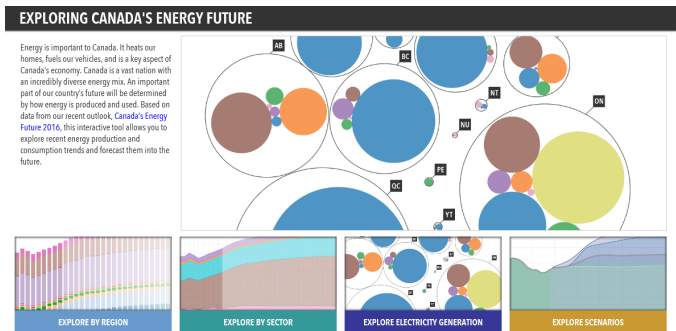 EXPLORING CANADA'S ENERGY FUTURE
Energy is important to Canada. It heats our
homes, fuels our vehicles, and is a key aspect of
Canada's economy. Canada is a vast nation with
an incredibly diverse energy mix. An important
part of our country's future will be determined
by how energy is produced and used. Based on
data from our recent outlook, Canada's Energy
Future 2016, this interactive tool allows you to
explore recent energy production and
consumption trends and forecast them into the
future.
AB
BC
NT
ON
NU
PE
QC
YT
EXPLORE BY REGION
EXPLORE BY SECTOR
EXPLORE ELECTRICITY GENERATION
EXPLORE SCENARIOS